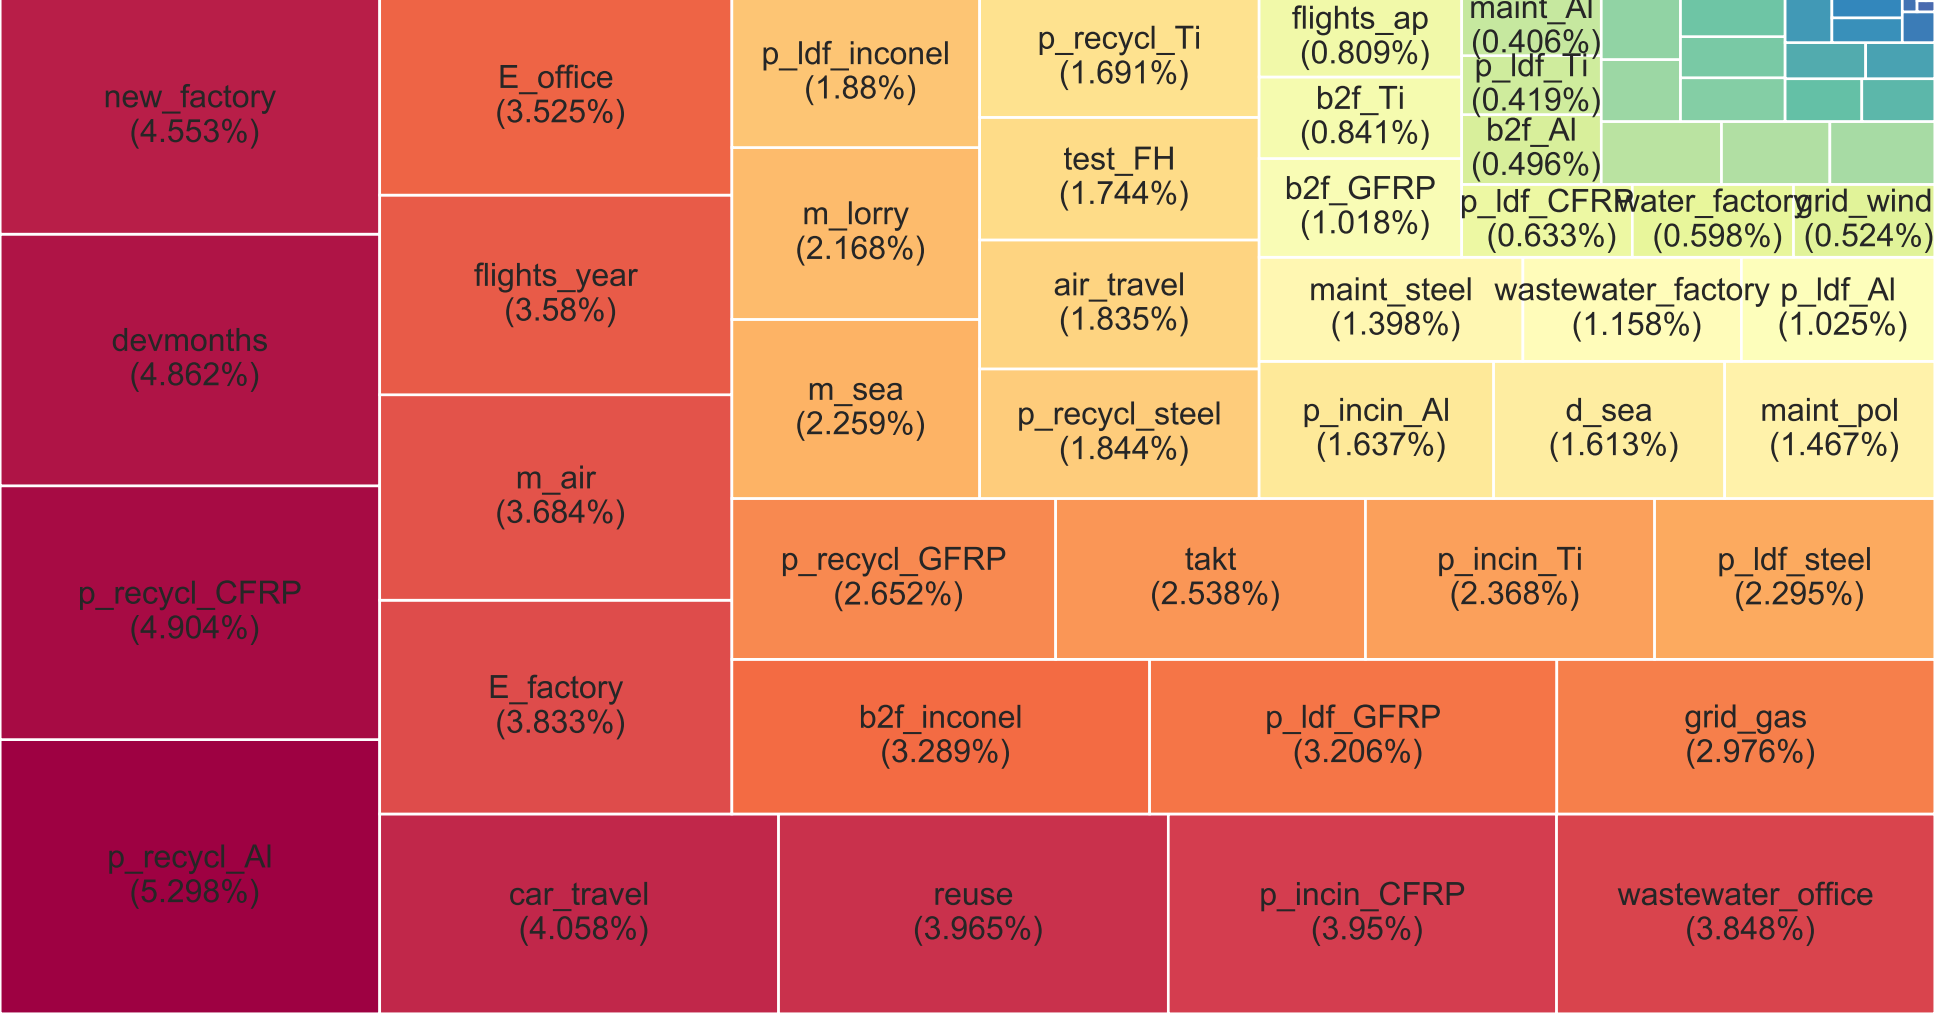 new_factory
(4.553%)
devmonths
(4.862%)
p_recycl_CFRP
(4.904%)
p_recycl_Al
(5.298%)
E_office
(3.525%)
flights_year
(3.58%)
m_air
(3.684%)
E_factory
(3.833%)
car_travel
(4.058%)
reuse
(3.965%)
p_incin_CFRP
(3.95%)
wastewater_office
(3.848%)
b2f_inconel
(3.289%)
p_ldf_GFRP
(3.206%)
grid_gas
(2.976%)
p_recycl_GFRP
(2.652%)
takt
(2.538%)
p_incin_Ti
(2.368%)
p_ldf_steel
(2.295%)
p_ldf_inconel
(1.88%)
m_lorry
(2.168%)
m_sea
(2.259%)
p_recycl_Ti
(1.691%)
test_FH
(1.744%)
air_travel
(1.835%)
p_recycl_steel
(1.844%)
p_incin_Al
(1.637%)
d_sea
(1.613%)
maint_pol
(1.467%)
maint_steel
(1.398%)
wastewater_factory
(1.158%)
p_ldf_Al
(1.025%)
flights_ap
(0.809%)
b2f_Ti
(0.841%)
b2f_GFRP
(1.018%)
maint_Al
(0.406%)
p_ldf_Ti
(0.419%)
b2f_Al
(0.496%)
p_ldf_CFRP
(0.633%)
water_factory
(0.598%)
grid_wind
(0.524%)